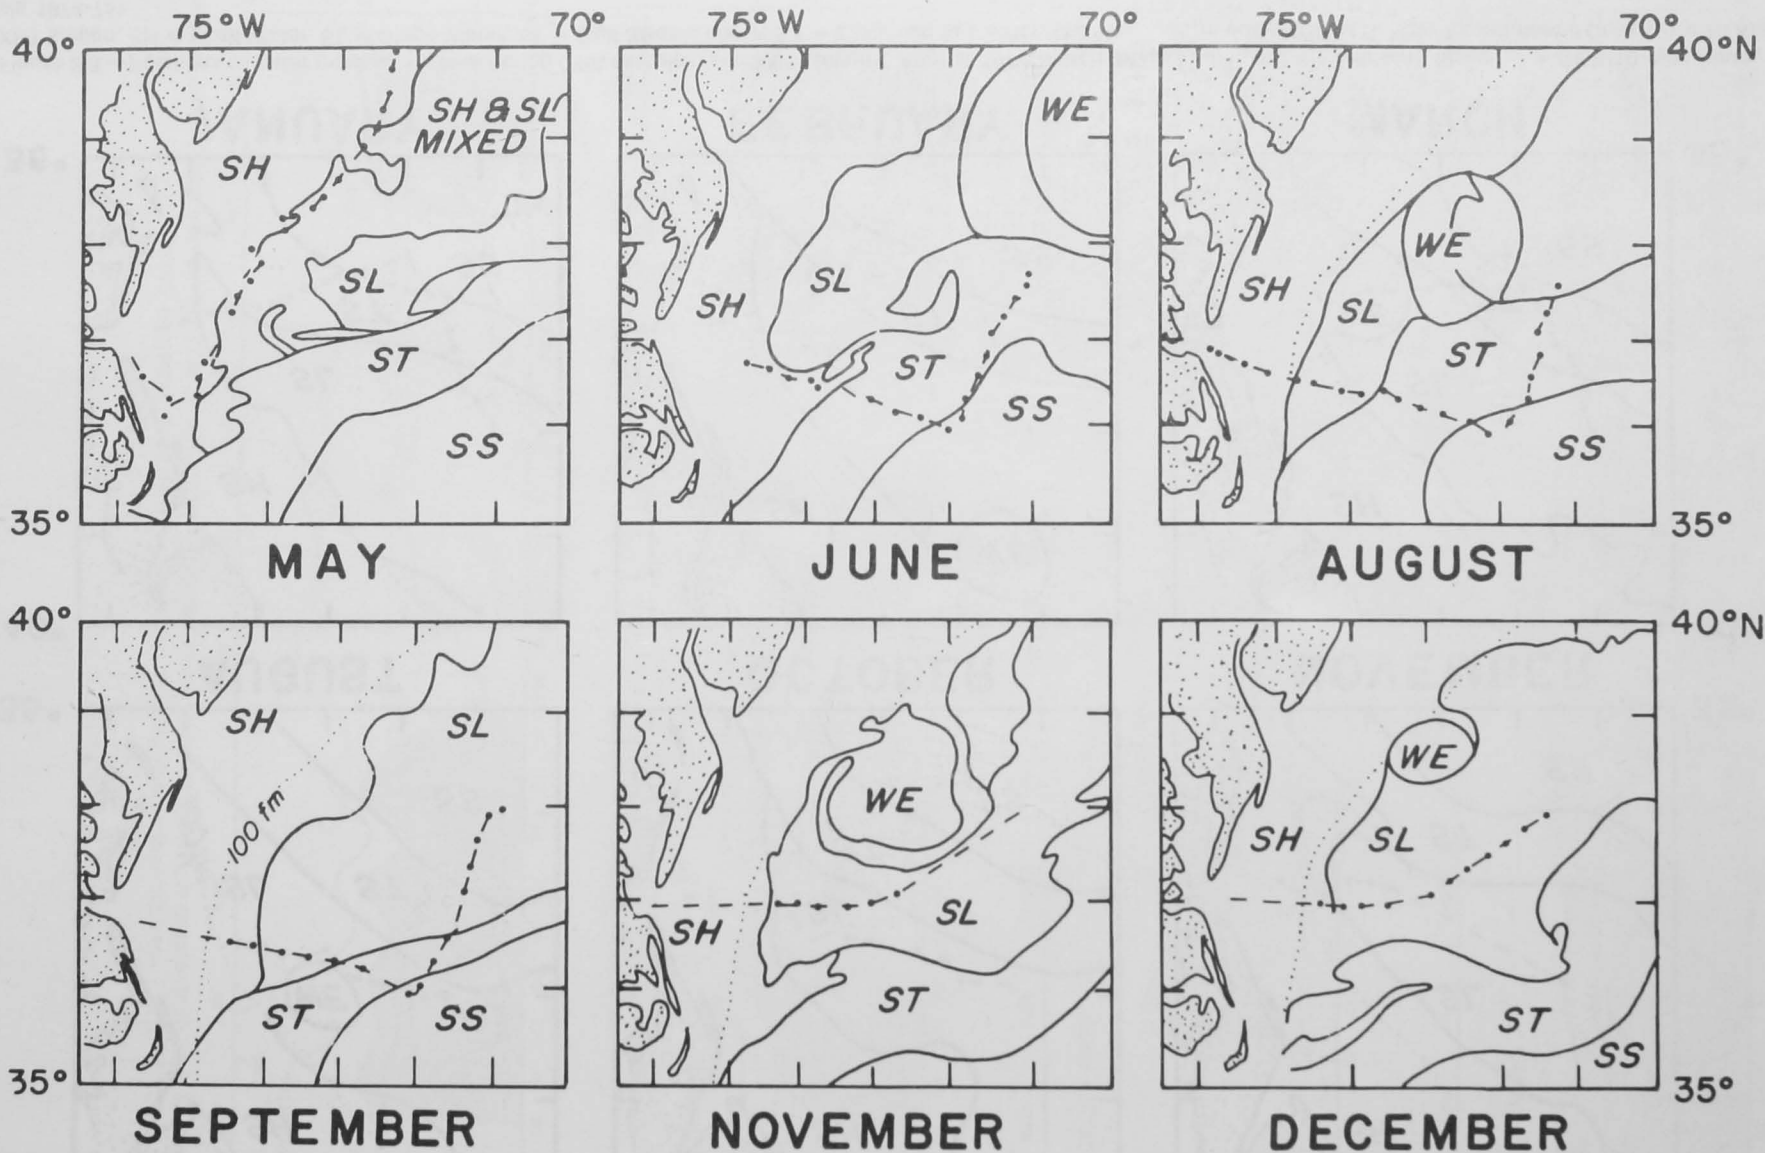 75°W 70° 75°W 70° 75°W 70°
40° 40°N
SH & SL
MIXED
SH
SL
ST
SS
WE
SL
SH
ST
SS
WE
SH
SL
ST
SS
35° 35°
MAY JUNE AUGUST
40° 40°N
SH
SL
100 fm
ST
SS
WE
SL
SH
ST
WE
SH
SL
ST
SS
35° 35°
SEPTEMBER NOVEMBER DECEMBER